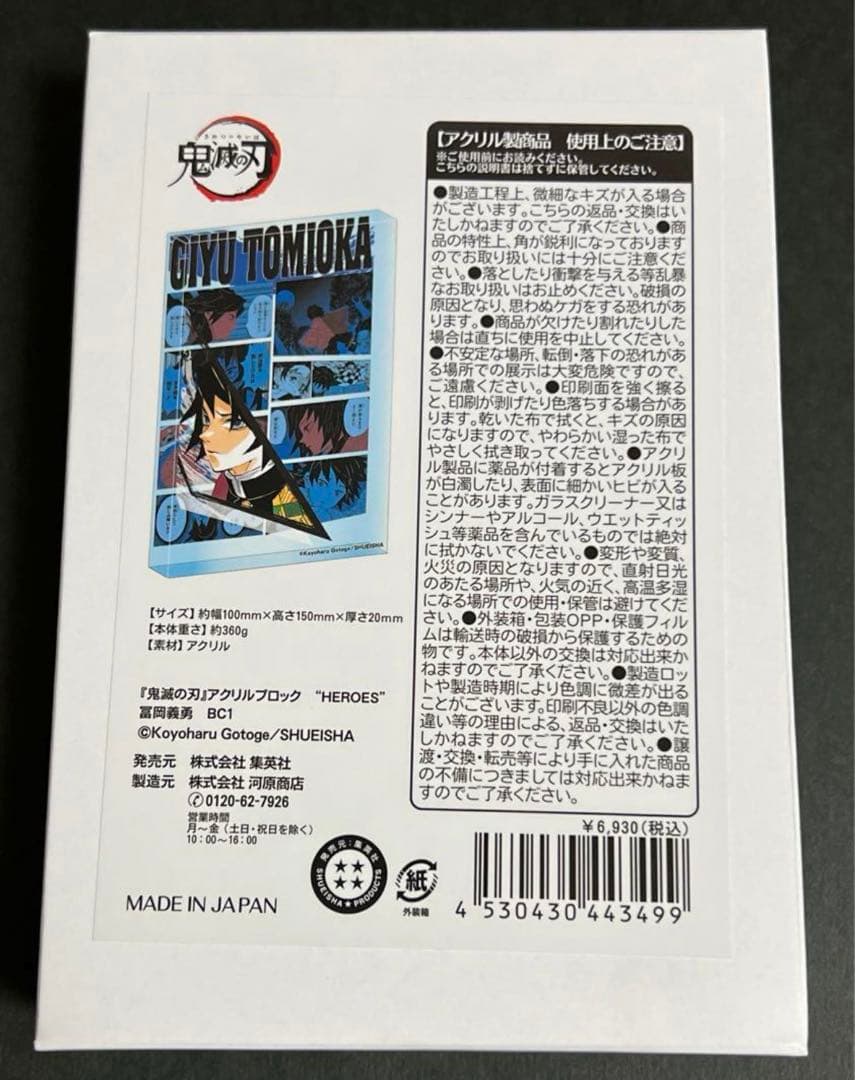 きめつのやいば
鬼滅の刃
GIYU TOMIOKA
©Koyoharu Gotoge/SHUEISHA
【サイズ】約幅100mm×高さ150mm×厚さ20mm
【本体重さ】約360g
【素材】アクリル
『鬼滅の刃』アクリルブロック “HEROES”
冨岡義勇 BC1
©Koyoharu Gotoge/SHUEISHA
発売元 株式会社 集英社
製造元 株式会社 河原商店
✆0120-62-7926
営業時間
月〜金（土日・祝日を除く）
10：00〜16：00
MADE IN JAPAN
発売元：集英社
SHUEISHA★PRODUCTS
紙
外装箱
【アクリル製商品 使用上のご注意】
※ご使用前にお読みください。
こちらの説明書は捨てずに保管してください。
●製造工程上、微細なキズが入る場合
がございます。こちらの返品・交換はい
たしかねますのでご了承ください。●商
品の特性上、角が鋭利になっております
のでお取り扱いには十分にご注意くだ
さい。●落としたり衝撃を与える等乱暴
なお取り扱いはお止めください。破損の
原因となり、思わぬケガをする恐れがあ
ります。●商品が欠けたり割れたりした
場合は直ちに使用を中止してください。
●不安定な場所、転倒・落下の恐れがあ
る場所での展示は大変危険ですので、
ご遠慮ください。●印刷面を強く擦る
と、印刷が剥げたり色落ちする場合があ
ります。乾いた布で拭くと、キズの原因
になりますので、やわらかい湿った布で
やさしく拭き取ってください。●アクリ
ル製品に薬品が付着するとアクリル板
が白濁したり、表面に細かいヒビが入る
ことがあります。ガラスクリーナー又は
シンナーやアルコール、ウエットティッ
シュ等薬品を含んでいるものでは絶対
に拭かないでください。●変形や変質、
火災の原因となりますので、直射日光
のあたる場所や、火気の近く、高温多湿
になる場所での使用・保管は避けてくだ
さい。●外装箱・包装OPP・保護フィル
ムは輸送時の破損から保護するための
物です。本体以外の交換は対応出来か
ねますのでご了承ください。●製造ロッ
トや製造時期により色調に微差が出る
ことがございます。印刷不良以外の色調
違い等の理由による、返品・交換はいた
しかねますのでご了承ください。●譲
渡・交換・転売等により手に入れた商品
の不備につきましては対応出来かねま
すのでご了承ください。
￥6,930(税込)
4 530430 443499